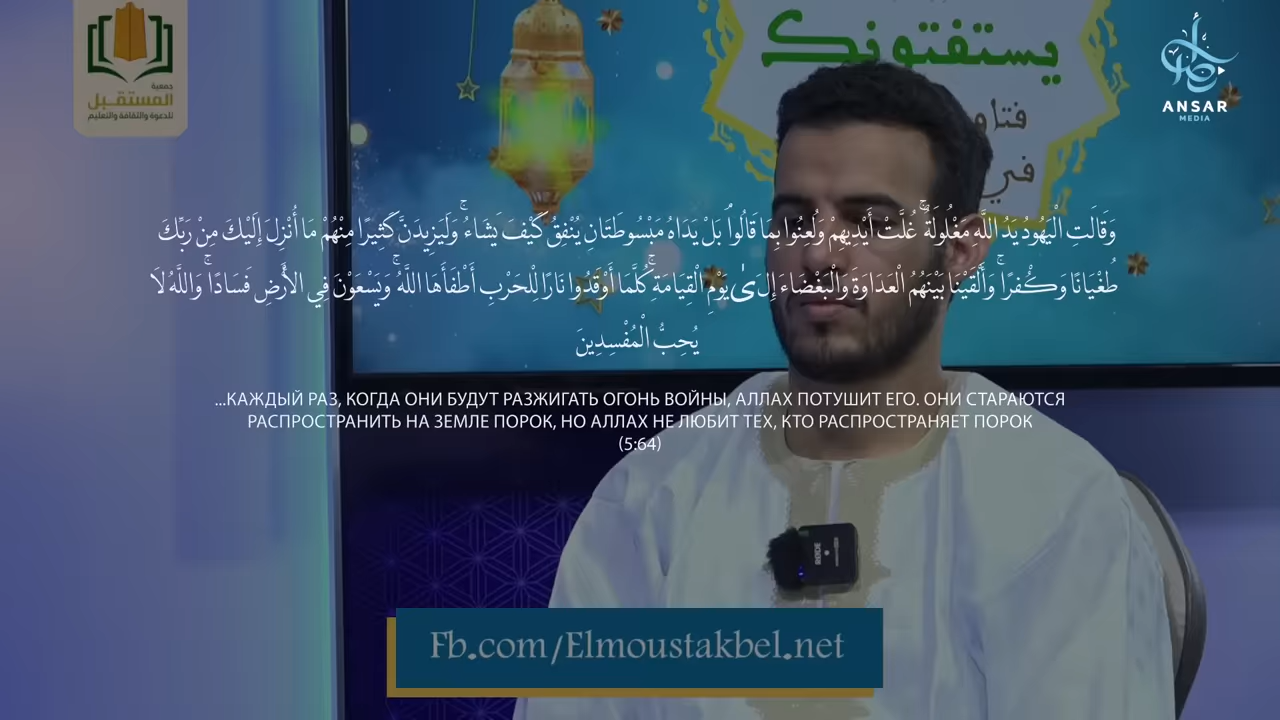 جمعية
المستقبل
للدعوة والثقافة والتعليم
يستفتونك
في
ANSAR
MEDIA
وَقَالَتِ الْيَهُودُ يَدُ اللَّهِ مَغْلُولَةٌ ۚ غُلَّتْ أَيْدِيهِمْ وَلُعِنُوا بِمَا قَالُوا ۘ بَلْ يَدَاهُ مَبْسُوطَتَانِ يُنْفِقُ كَيْفَ يَشَاءُ ۚ وَلَيَزِيدَنَّ كَثِيرًا مِنْهُمْ مَا أُنْزِلَ إِلَيْكَ مِنْ رَبِّكَ
طُغْيَانًا وَكُفْرًا ۚ وَأَلْقَيْنَا بَيْنَهُمُ الْعَدَاوَةَ وَالْبَغْضَاءَ إِلَىٰ يَوْمِ الْقِيَامَةِ ۚ كُلَّمَا أَوْقَدُوا نَارًا لِلْحَرْبِ أَطْفَأَهَا اللَّهُ ۚ وَيَسْعَوْنَ فِي الْأَرْضِ فَسَادًا ۚ وَاللَّهُ لَا
يُحِبُّ الْمُفْسِدِينَ
...КАЖДЫЙ РАЗ, КОГДА ОНИ БУДУТ РАЗЖИГАТЬ ОГОНЬ ВОЙНЫ, АЛЛАХ ПОТУШИТ ЕГО. ОНИ СТАРАЮТСЯ
РАСПРОСТРАНИТЬ НА ЗЕМЛЕ ПОРОК, НО АЛЛАХ НЕ ЛЮБИТ ТЕХ, КТО РАСПРОСТРАНЯЕТ ПОРОК
(5:64)
RODE
Fb.com/Elmoustakbel.net